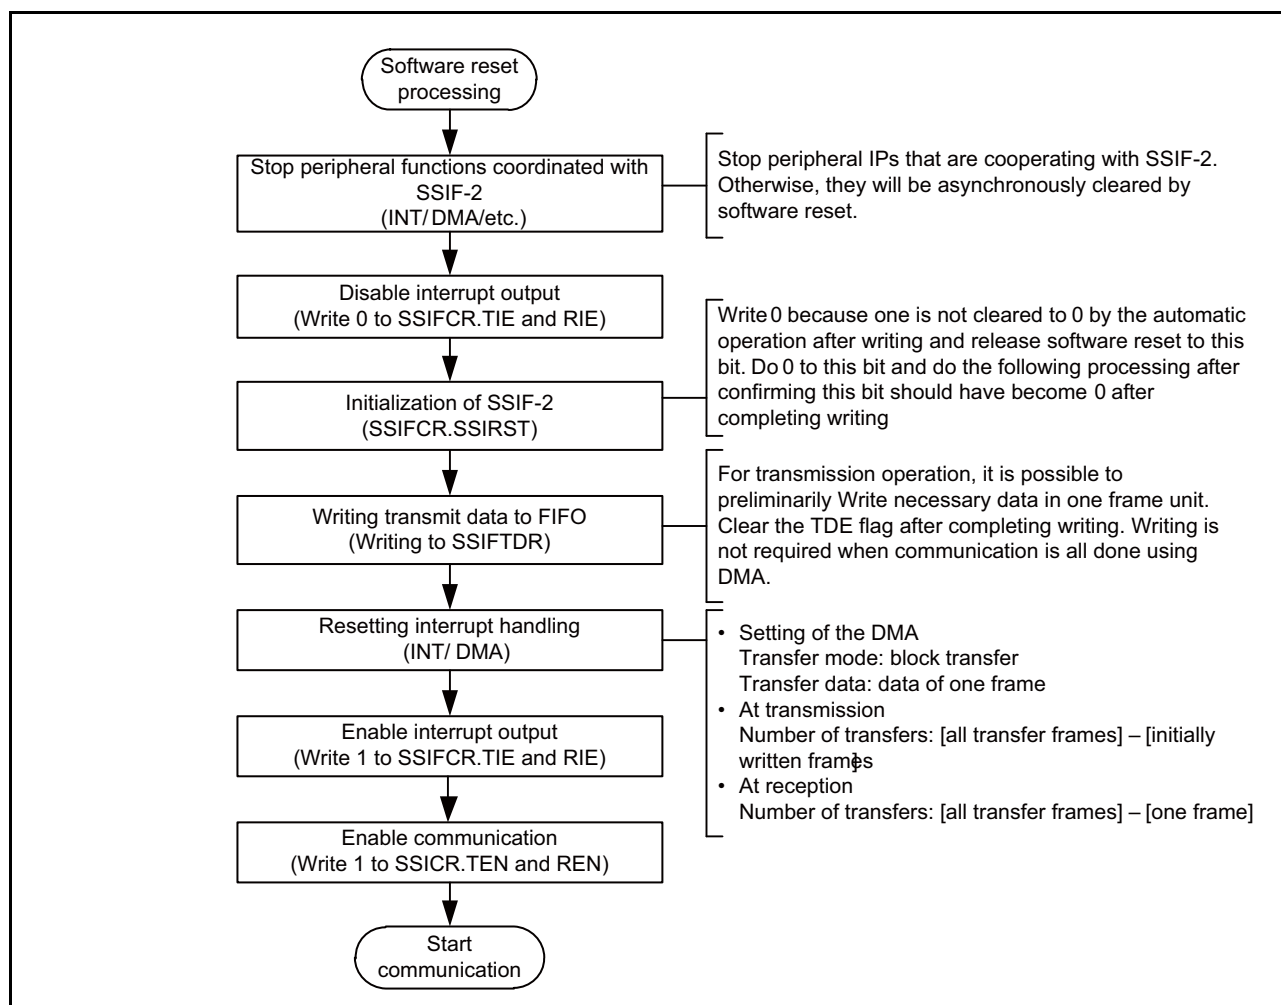 Software reset
processing
Stop peripheral functions coordinated with
SSIF-2
(INT/ DMA/etc.)
Stop peripheral IPs that are cooperating with SSIF-2.
Otherwise, they will be asynchronously cleared by
software reset.
Disable interrupt output
(Write 0 to SSIFCR.TIE and RIE)
Initialization of SSIF-2
(SSIFCR.SSIRST)
Write 0 because one is not cleared to 0 by the automatic
operation after writing and release software reset to this
bit. Do 0 to this bit and do the following processing after
confirming this bit should have become 0 after
completing writing
Writing transmit data to FIFO
(Writing to SSIFTDR)
For transmission operation, it is possible to
preliminarily Write necessary data in one frame unit.
Clear the TDE flag after completing writing. Writing is
not required when communication is all done using
DMA.
Resetting interrupt handling
(INT/ DMA)
• Setting of the DMA
Transfer mode: block transfer
Transfer data: data of one frame
• At transmission
Number of transfers: [all transfer frames] – [initially
written frames]
• At reception
Number of transfers: [all transfer frames] – [one frame]
Enable interrupt output
(Write 1 to SSIFCR.TIE and RIE)
Enable communication
(Write 1 to SSICR.TEN and REN)
Start
communication